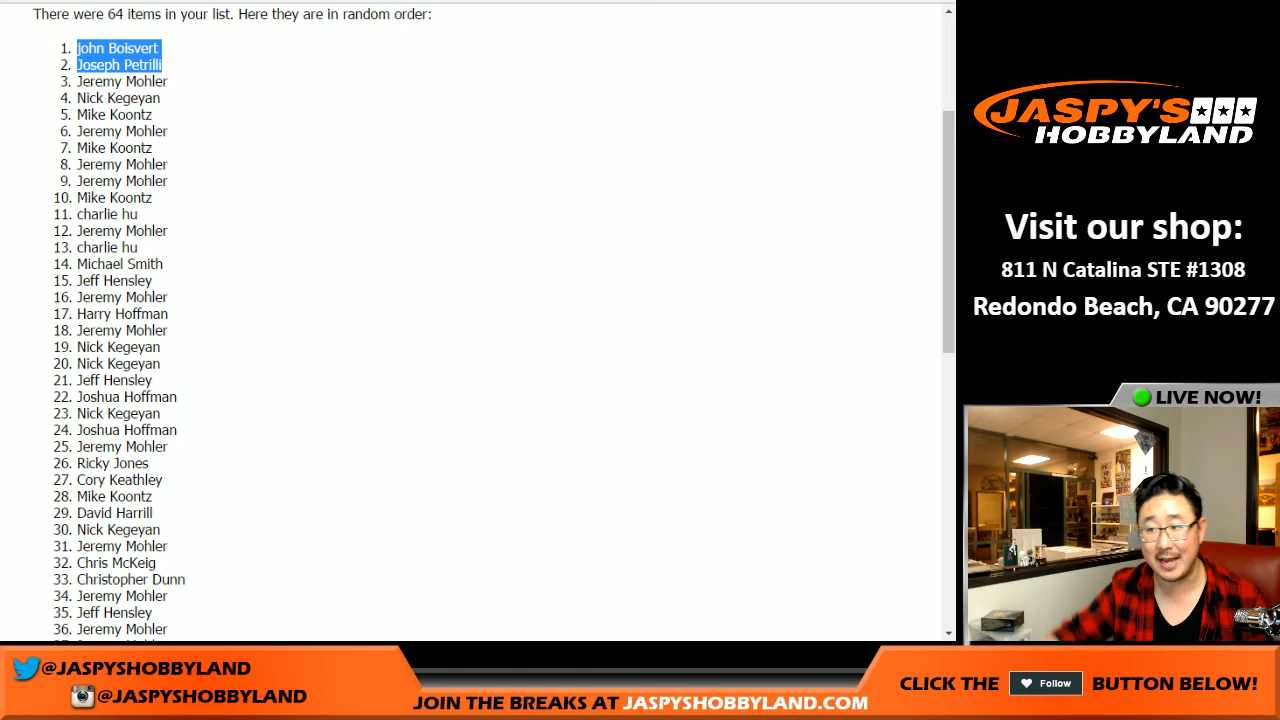 There were 64 items in your list. Here they are in random order:
1. john Boisvert
2. Joseph Petrilli
3. Jeremy Mohler
4. Nick Kegeyan
5. Mike Koontz
6. Jeremy Mohler
7. Mike Koontz
8. Jeremy Mohler
9. Jeremy Mohler
10. Mike Koontz
11. charlie hu
12. Jeremy Mohler
13. charlie hu
14. Michael Smith
15. Jeff Hensley
16. Jeremy Mohler
17. Harry Hoffman
18. Jeremy Mohler
19. Nick Kegeyan
20. Nick Kegeyan
21. Jeff Hensley
22. Joshua Hoffman
23. Nick Kegeyan
24. Joshua Hoffman
25. Jeremy Mohler
26. Ricky Jones
27. Cory Keathley
28. Mike Koontz
29. David Harrill
30. Nick Kegeyan
31. Jeremy Mohler
32. Chris McKeig
33. Christopher Dunn
34. Jeremy Mohler
35. Jeff Hensley
36. Jeremy Mohler
JASPY'S
HOBBYLAND
Visit our shop:
811 N Catalina STE #1308
Redondo Beach, CA 90277
LIVE NOW!
@JASPYSHOBBYLAND
@JASPYSHOBBYLAND
JOIN THE BREAKS AT JASPYSHOBBYLAND.COM
CLICK THE Follow BUTTON BELOW!